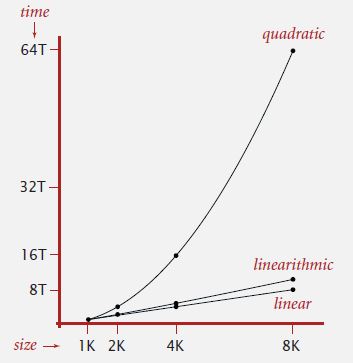 time
quadratic
64T
32T
16T
linearithmic
8T
linear
size
1K 2K 4K 8K